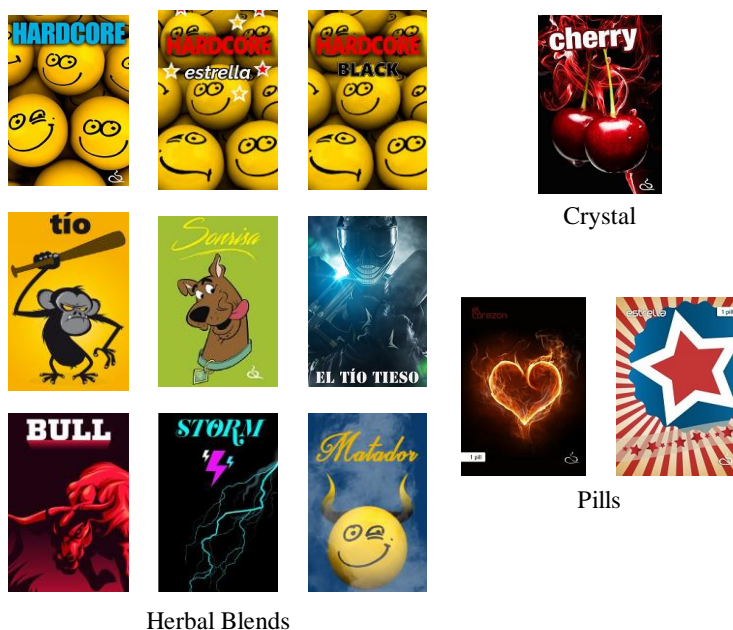 HARDCORE
HARDCORE
estrella
HARDCORE
BLACK
cherry
Crystal
tío
Sonrisa
EL TÍO TIESO
corazon
1 pill
estrella
1 pill
Pills
BULL
STORM
Matador
Herbal Blends